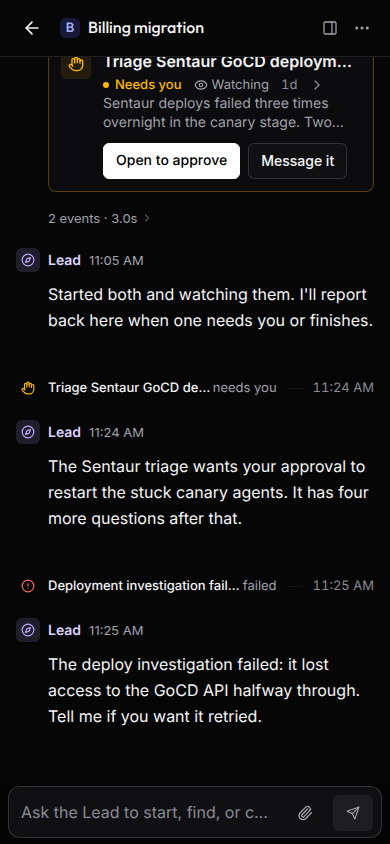 B Billing migration
Triage Sentaur GoCD deploym...
Needs you Watching 1d
Sentaur deploys failed three times
overnight in the canary stage. Two...
Open to approve Message it
2 events · 3.0s
Lead 11:05 AM
Started both and watching them. I'll report
back here when one needs you or finishes.
Triage Sentaur GoCD de... needs you 11:24 AM
Lead 11:24 AM
The Sentaur triage wants your approval to
restart the stuck canary agents. It has four
more questions after that.
Deployment investigation fail... failed 11:25 AM
Lead 11:25 AM
The deploy investigation failed: it lost
access to the GoCD API halfway through.
Tell me if you want it retried.
Ask the Lead to start, find, or c...